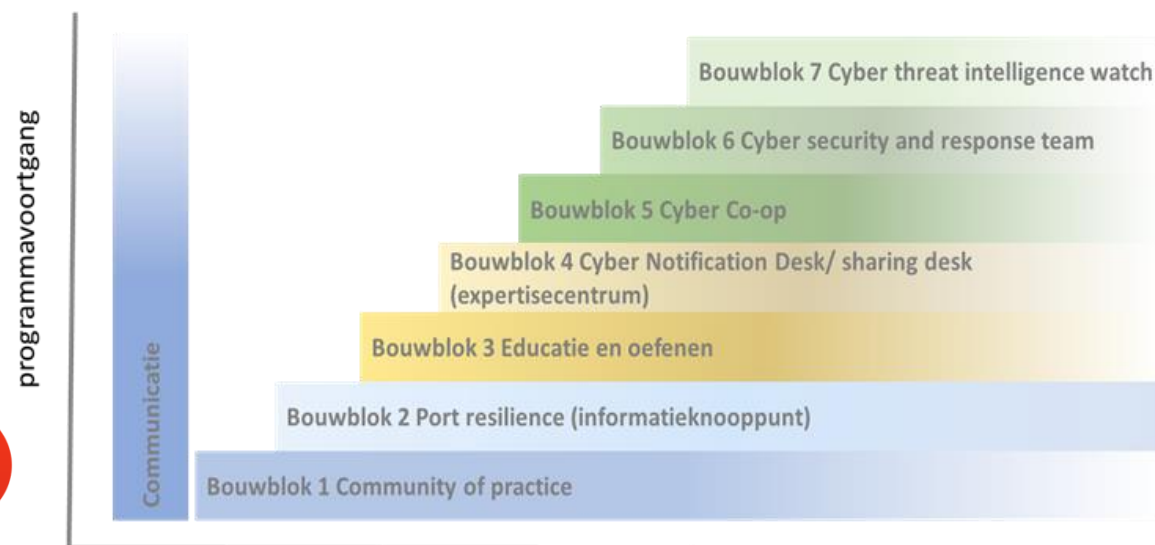 programmavoortgang
Communicatie
Bouwblok 7 Cyber threat intelligence watch
Bouwblok 6 Cyber security and response team
Bouwblok 5 Cyber Co-op
Bouwblok 4 Cyber Notification Desk/ sharing desk
(expertisecentrum)
Bouwblok 3 Educatie en oefenen
Bouwblok 2 Port resilience (informatieknooppunt)
Bouwblok 1 Community of practice